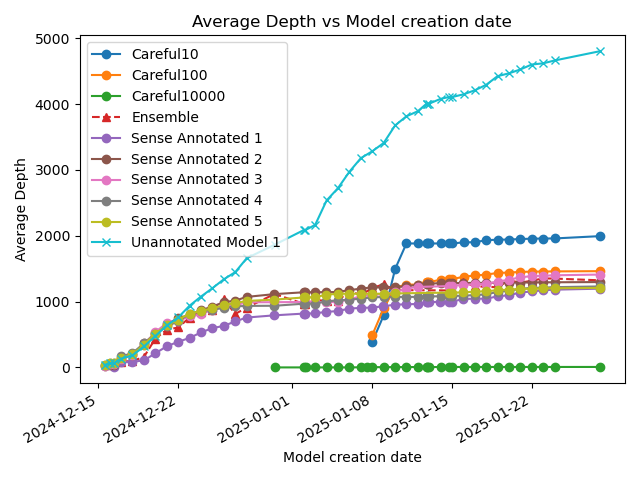 Average Depth vs Model creation date
Careful10
Careful100
Careful10000
Ensemble
Sense Annotated 1
Sense Annotated 2
Sense Annotated 3
Sense Annotated 4
Sense Annotated 5
Unannotated Model 1
Average Depth
5000
4000
3000
2000
1000
0
2024-12-15
2024-12-22
2025-01-01
2025-01-08
2025-01-15
2025-01-22
Model creation date